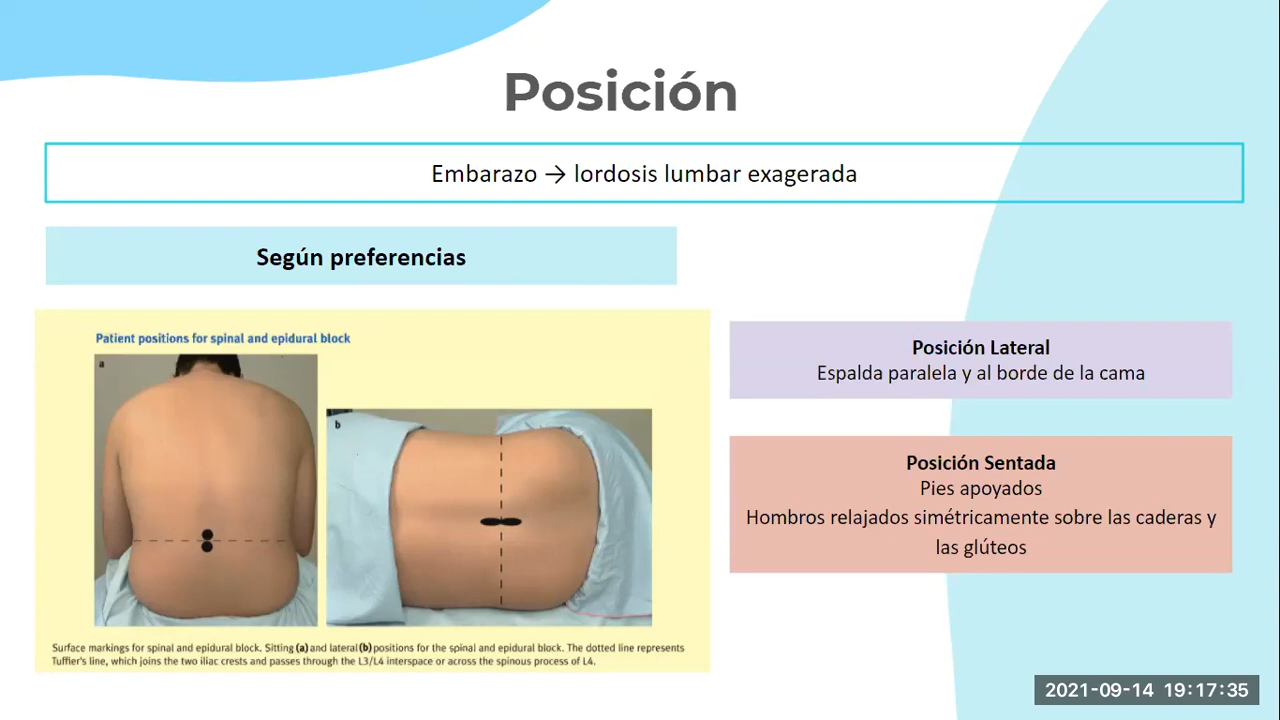 Posición
Embarazo → lordosis lumbar exagerada
Según preferencias
Patient positions for spinal and epidural block
a
b
Surface markings for spinal and epidural block. Sitting (a) and lateral (b) positions for the spinal and epidural block. The dotted line represents
Tuffier's line, which joins the two iliac crests and passes through the L3/L4 interspace or across the spinous process of L4.
Posición Lateral
Espalda paralela y al borde de la cama
Posición Sentada
Pies apoyados
Hombros relajados simétricamente sobre las caderas y
las glúteos
2021-09-14 19:17:35